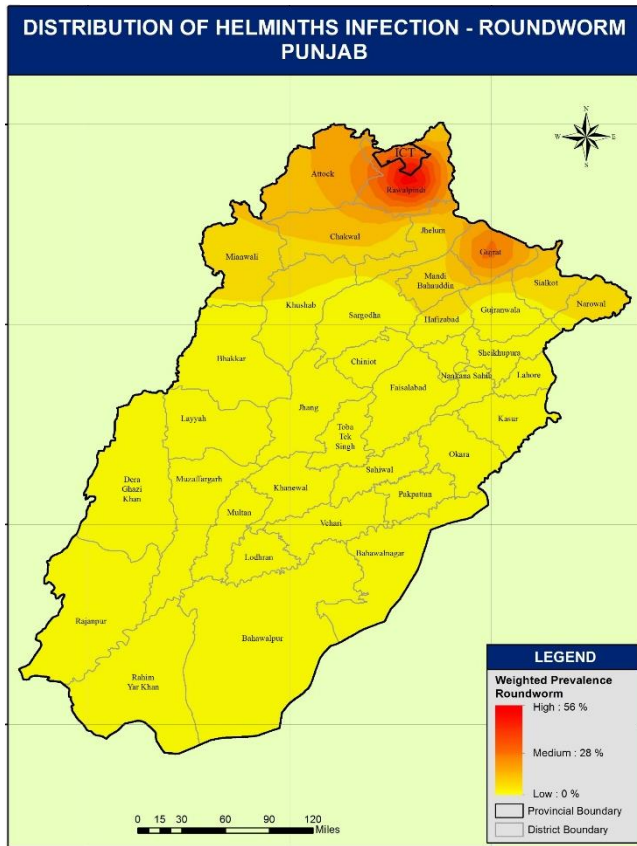 DISTRIBUTION OF HELMINTHS INFECTION - ROUNDWORM
PUNJAB
N
W E
S
ICT
Attock
Rawalpindi
Chakwal
Jhelum
Gujrat
Mianwali
Mandi
Bahauddin
Sialkot
Narowal
Khushab
Sargodha
Hafizabad
Gujranwala
Sheikhupura
Bhakkar
Chiniot
Nankana Sahib
Lahore
Faisalabad
Layyah
Jhang
Toba
Tek
Singh
Kasur
Okara
Dera
Ghazi
Khan
Muzaffargarh
Khanewal
Sahiwal
Pakpattan
Multan
Vehari
Lodhran
Bahawalnagar
Rajanpur
Bahawalpur
Rahim
Yar Khan
LEGEND
Weighted Prevalence
Roundworm
High : 56 %
Medium : 28 %
Low : 0 %
Provincial Boundary
District Boundary
0 15 30 60 90 120
Miles